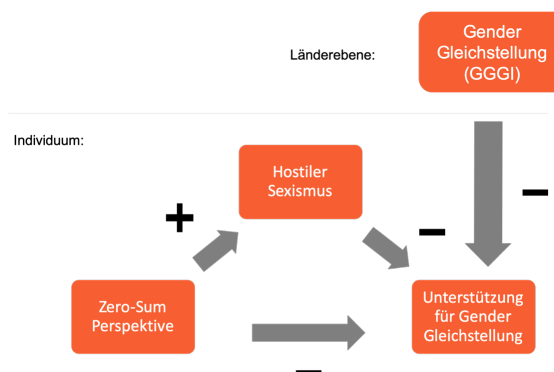 Gender
Gleichstellung
(GGGI)
Länderebene:
Individuum:
Hostiler
Sexismus
+
−
−
Zero-Sum
Perspektive
Unterstützung
für Gender
Gleichstellung
−